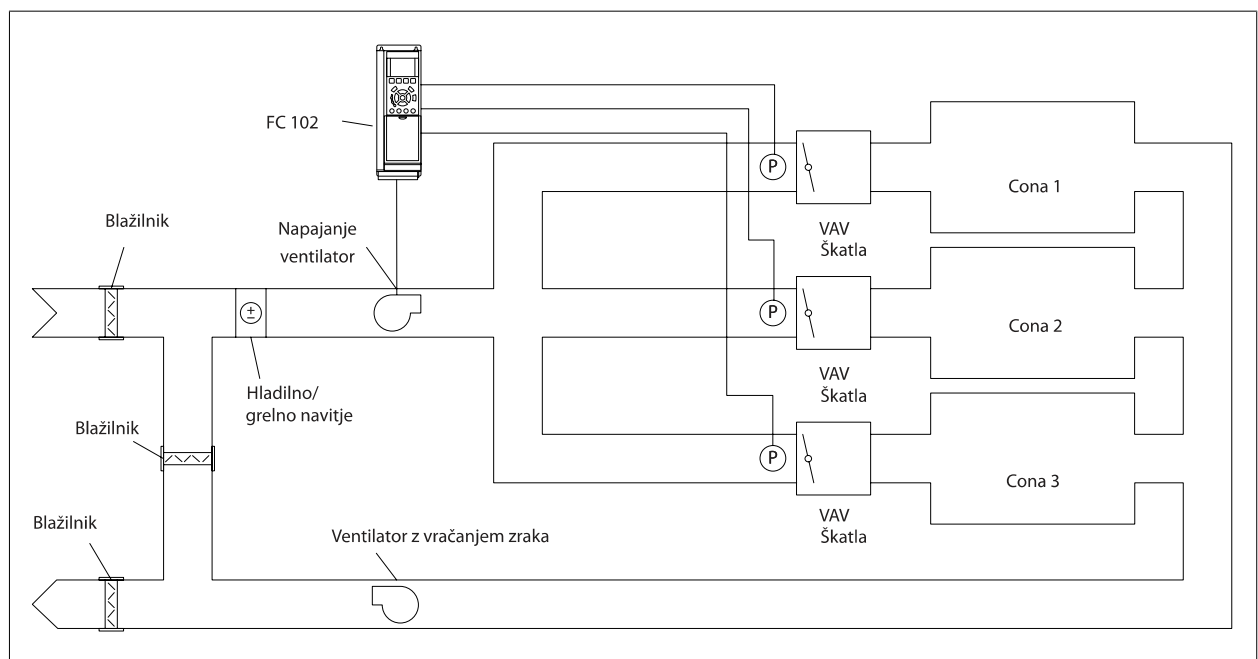 FC 102
P
Cona 1
Blažilnik
Napajanje
ventilator
VAV
Škatla
±
P
Cona 2
Hladilno/
grelno navitje
VAV
Škatla
Blažilnik
P
Cona 3
Blažilnik
Ventilator z vračanjem zraka
VAV
Škatla